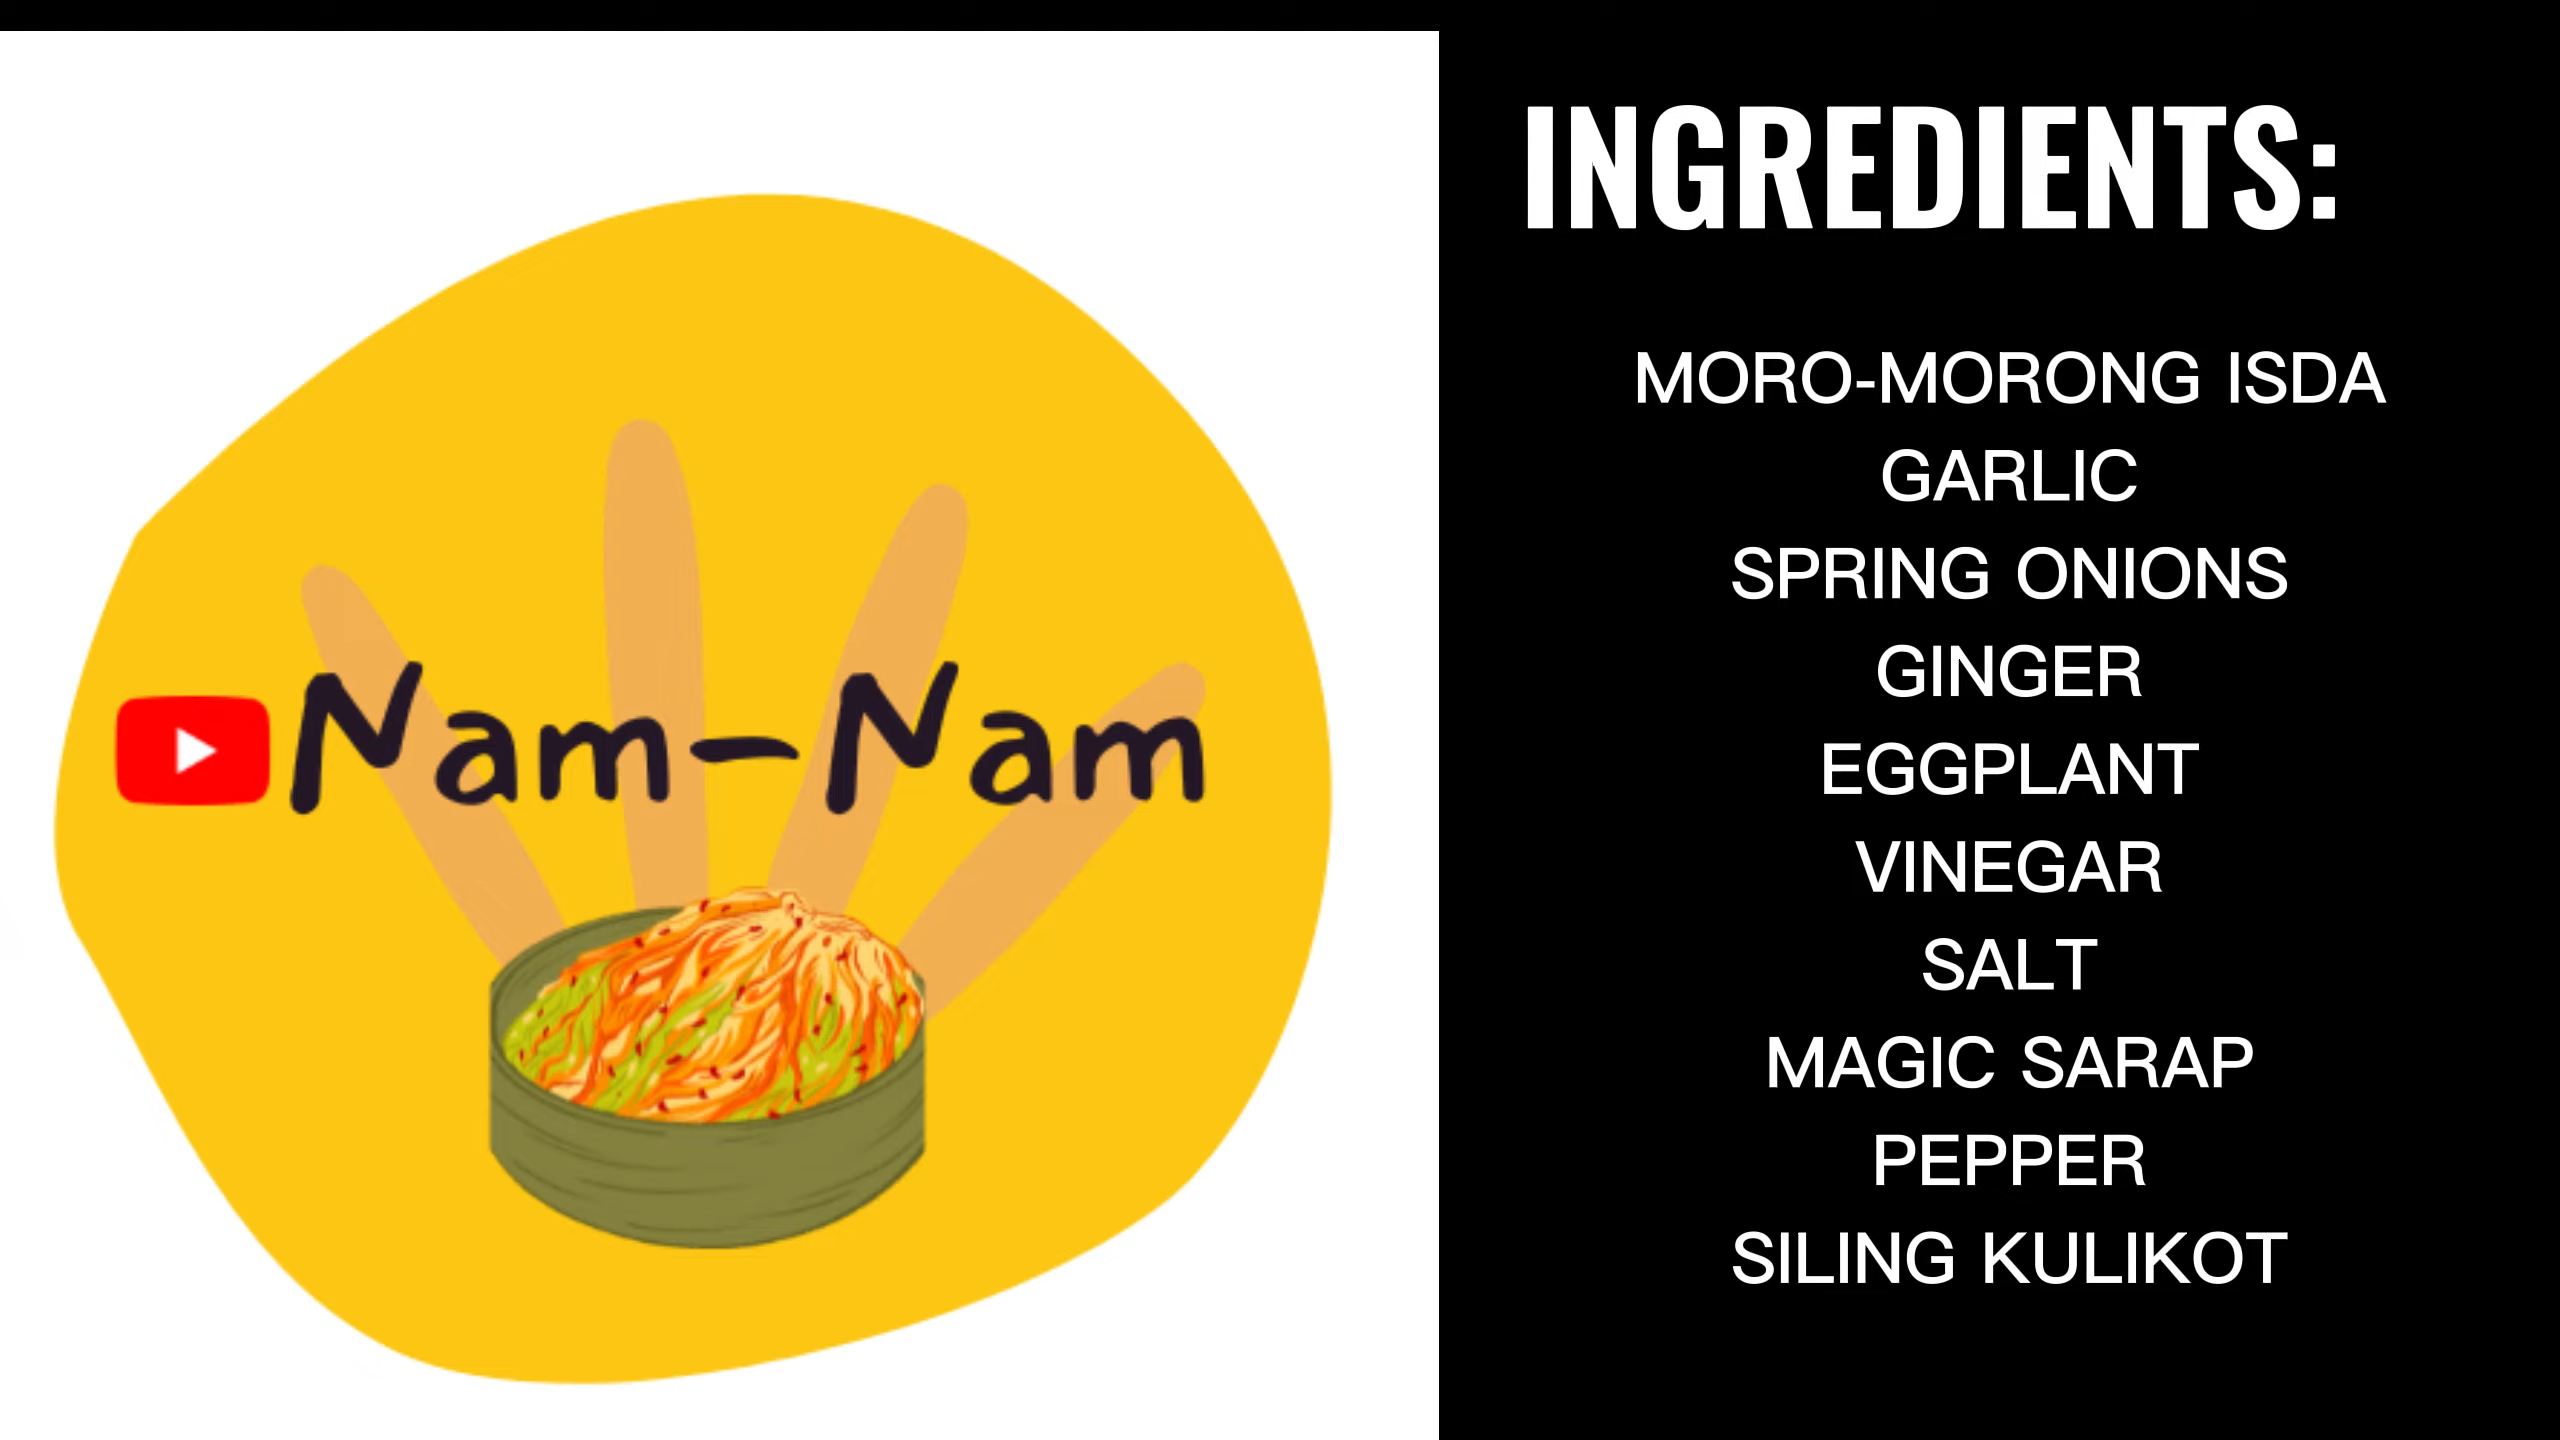 Nam-Nam
INGREDIENTS:
MORO-MORONG ISDA
GARLIC
SPRING ONIONS
GINGER
EGGPLANT
VINEGAR
SALT
MAGIC SARAP
PEPPER
SILING KULIKOT